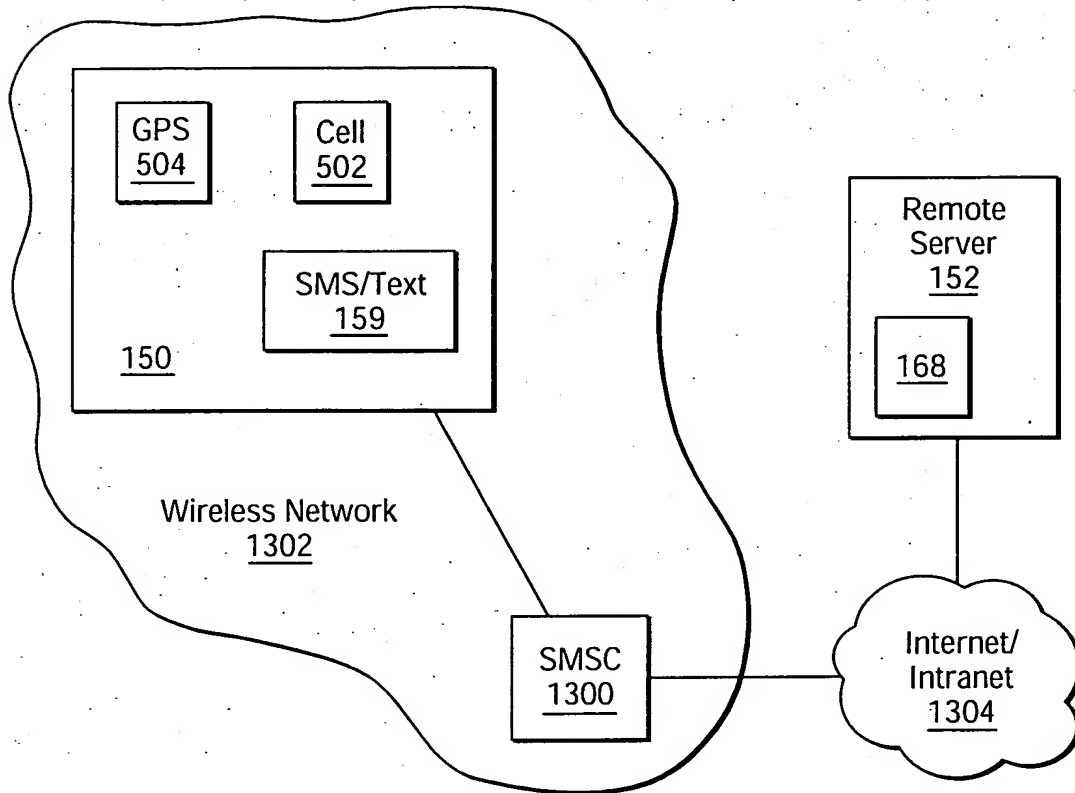 GPS
504
Cell
502
SMS/Text
159
150
Wireless Network
1302
SMSC
1300
Remote
Server
152
168
Internet/
Intranet
1304